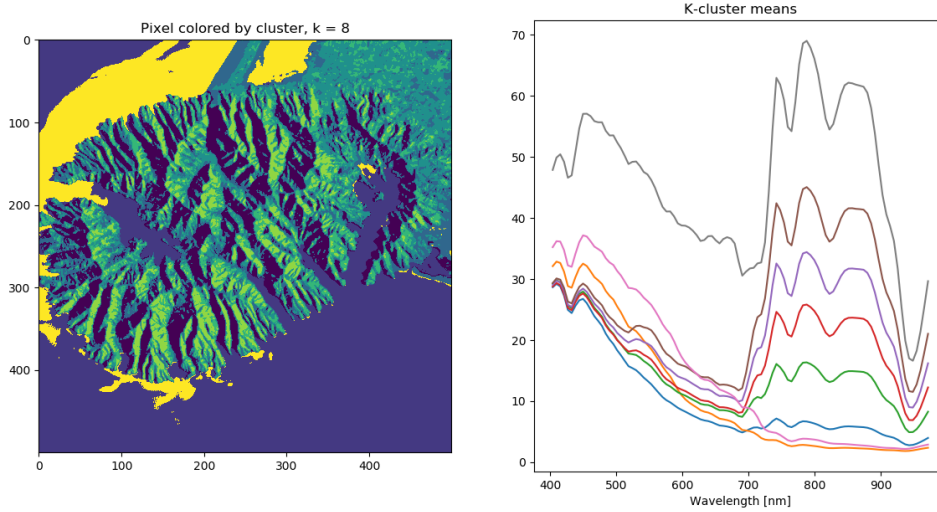 Pixel colored by cluster, k = 8
0
100
200
300
400
0 100 200 300 400
K-cluster means
70
60
50
40
30
20
10
0
400 500 600 700 800 900
Wavelength [nm]